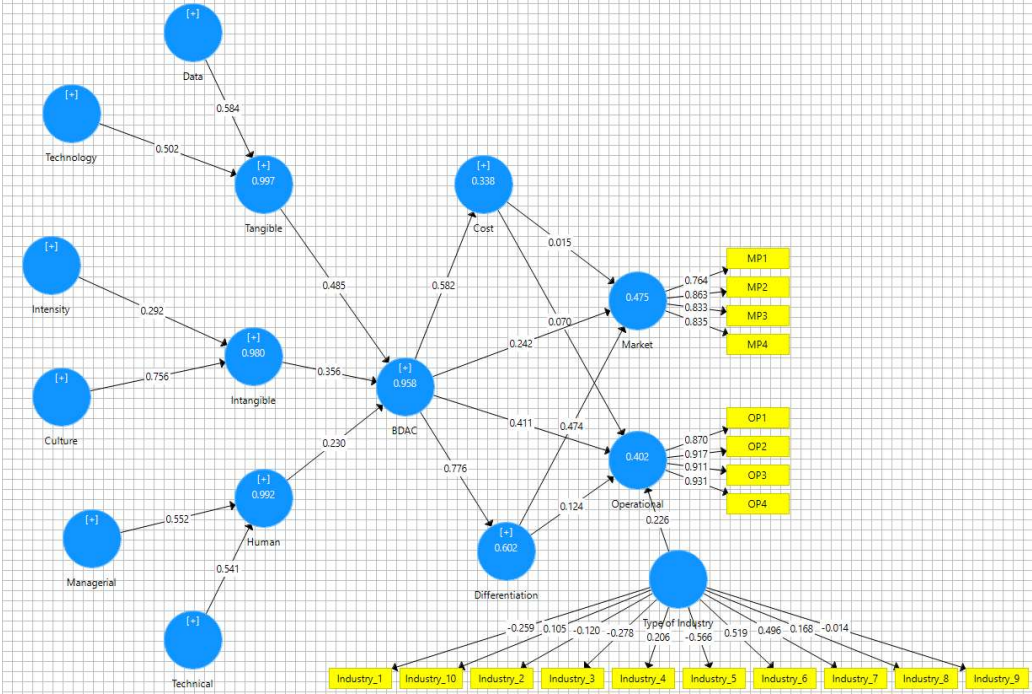 [+]
Data
[+]
Technology
0.584
0.502
[+]
0.997
Tangible
[+]
0.338
Cost
[+]
Intensity
0.015
MP1
0.764
MP2
0.863
0.833
MP3
0.835
MP4
0.475
Market
0.485
0.582
0.292
0.070
0.242
[+]
0.980
Intangible
0.756
0.356
[+]
0.958
BDAC
[+]
Culture
0.230
0.411
0.474
OP1
0.870
OP2
0.917
0.911
OP3
0.931
OP4
0.402
Operational
0.776
0.124
0.226
[+]
0.992
Human
[+]
Managerial
0.552
0.541
[+]
0.602
Differentiation
[+]
Technical
Type of Industry
-0.259 0.105 -0.120 -0.278 0.206 -0.566 0.519 0.496 0.168 -0.014
Industry_1 Industry_10 Industry_2 Industry_3 Industry_4 Industry_5 Industry_6 Industry_7 Industry_8 Industry_9